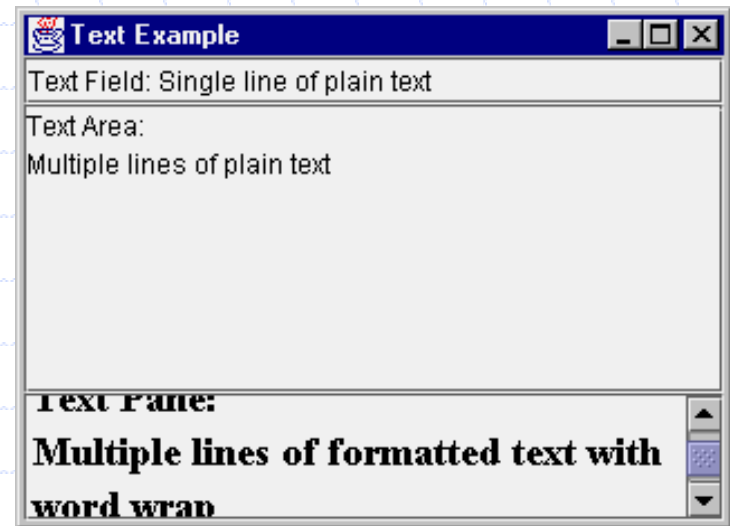 Text Example
Text Field: Single line of plain text
Text Area:
Multiple lines of plain text
Text Pane:
Multiple lines of formatted text with
word wrap